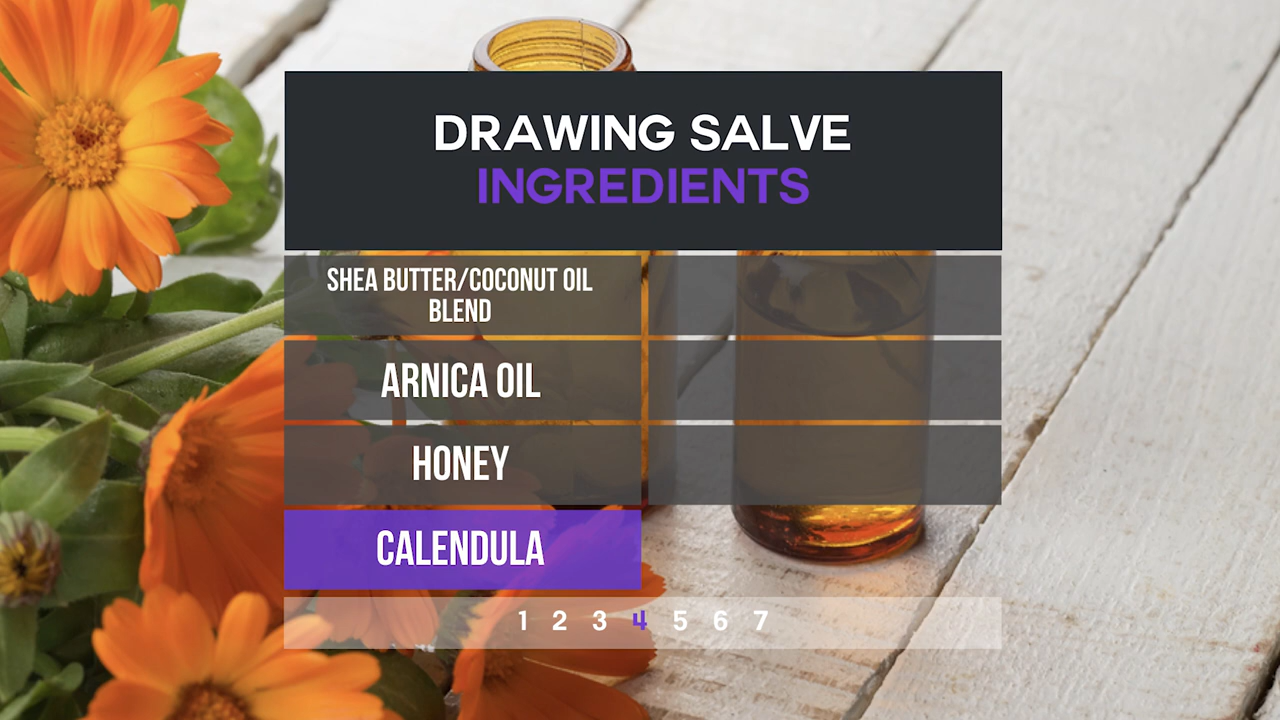 DRAWING SALVE
INGREDIENTS
SHEA BUTTER/COCONUT OIL
BLEND
ARNICA OIL
HONEY
CALENDULA
1 2 3 4 5 6 7